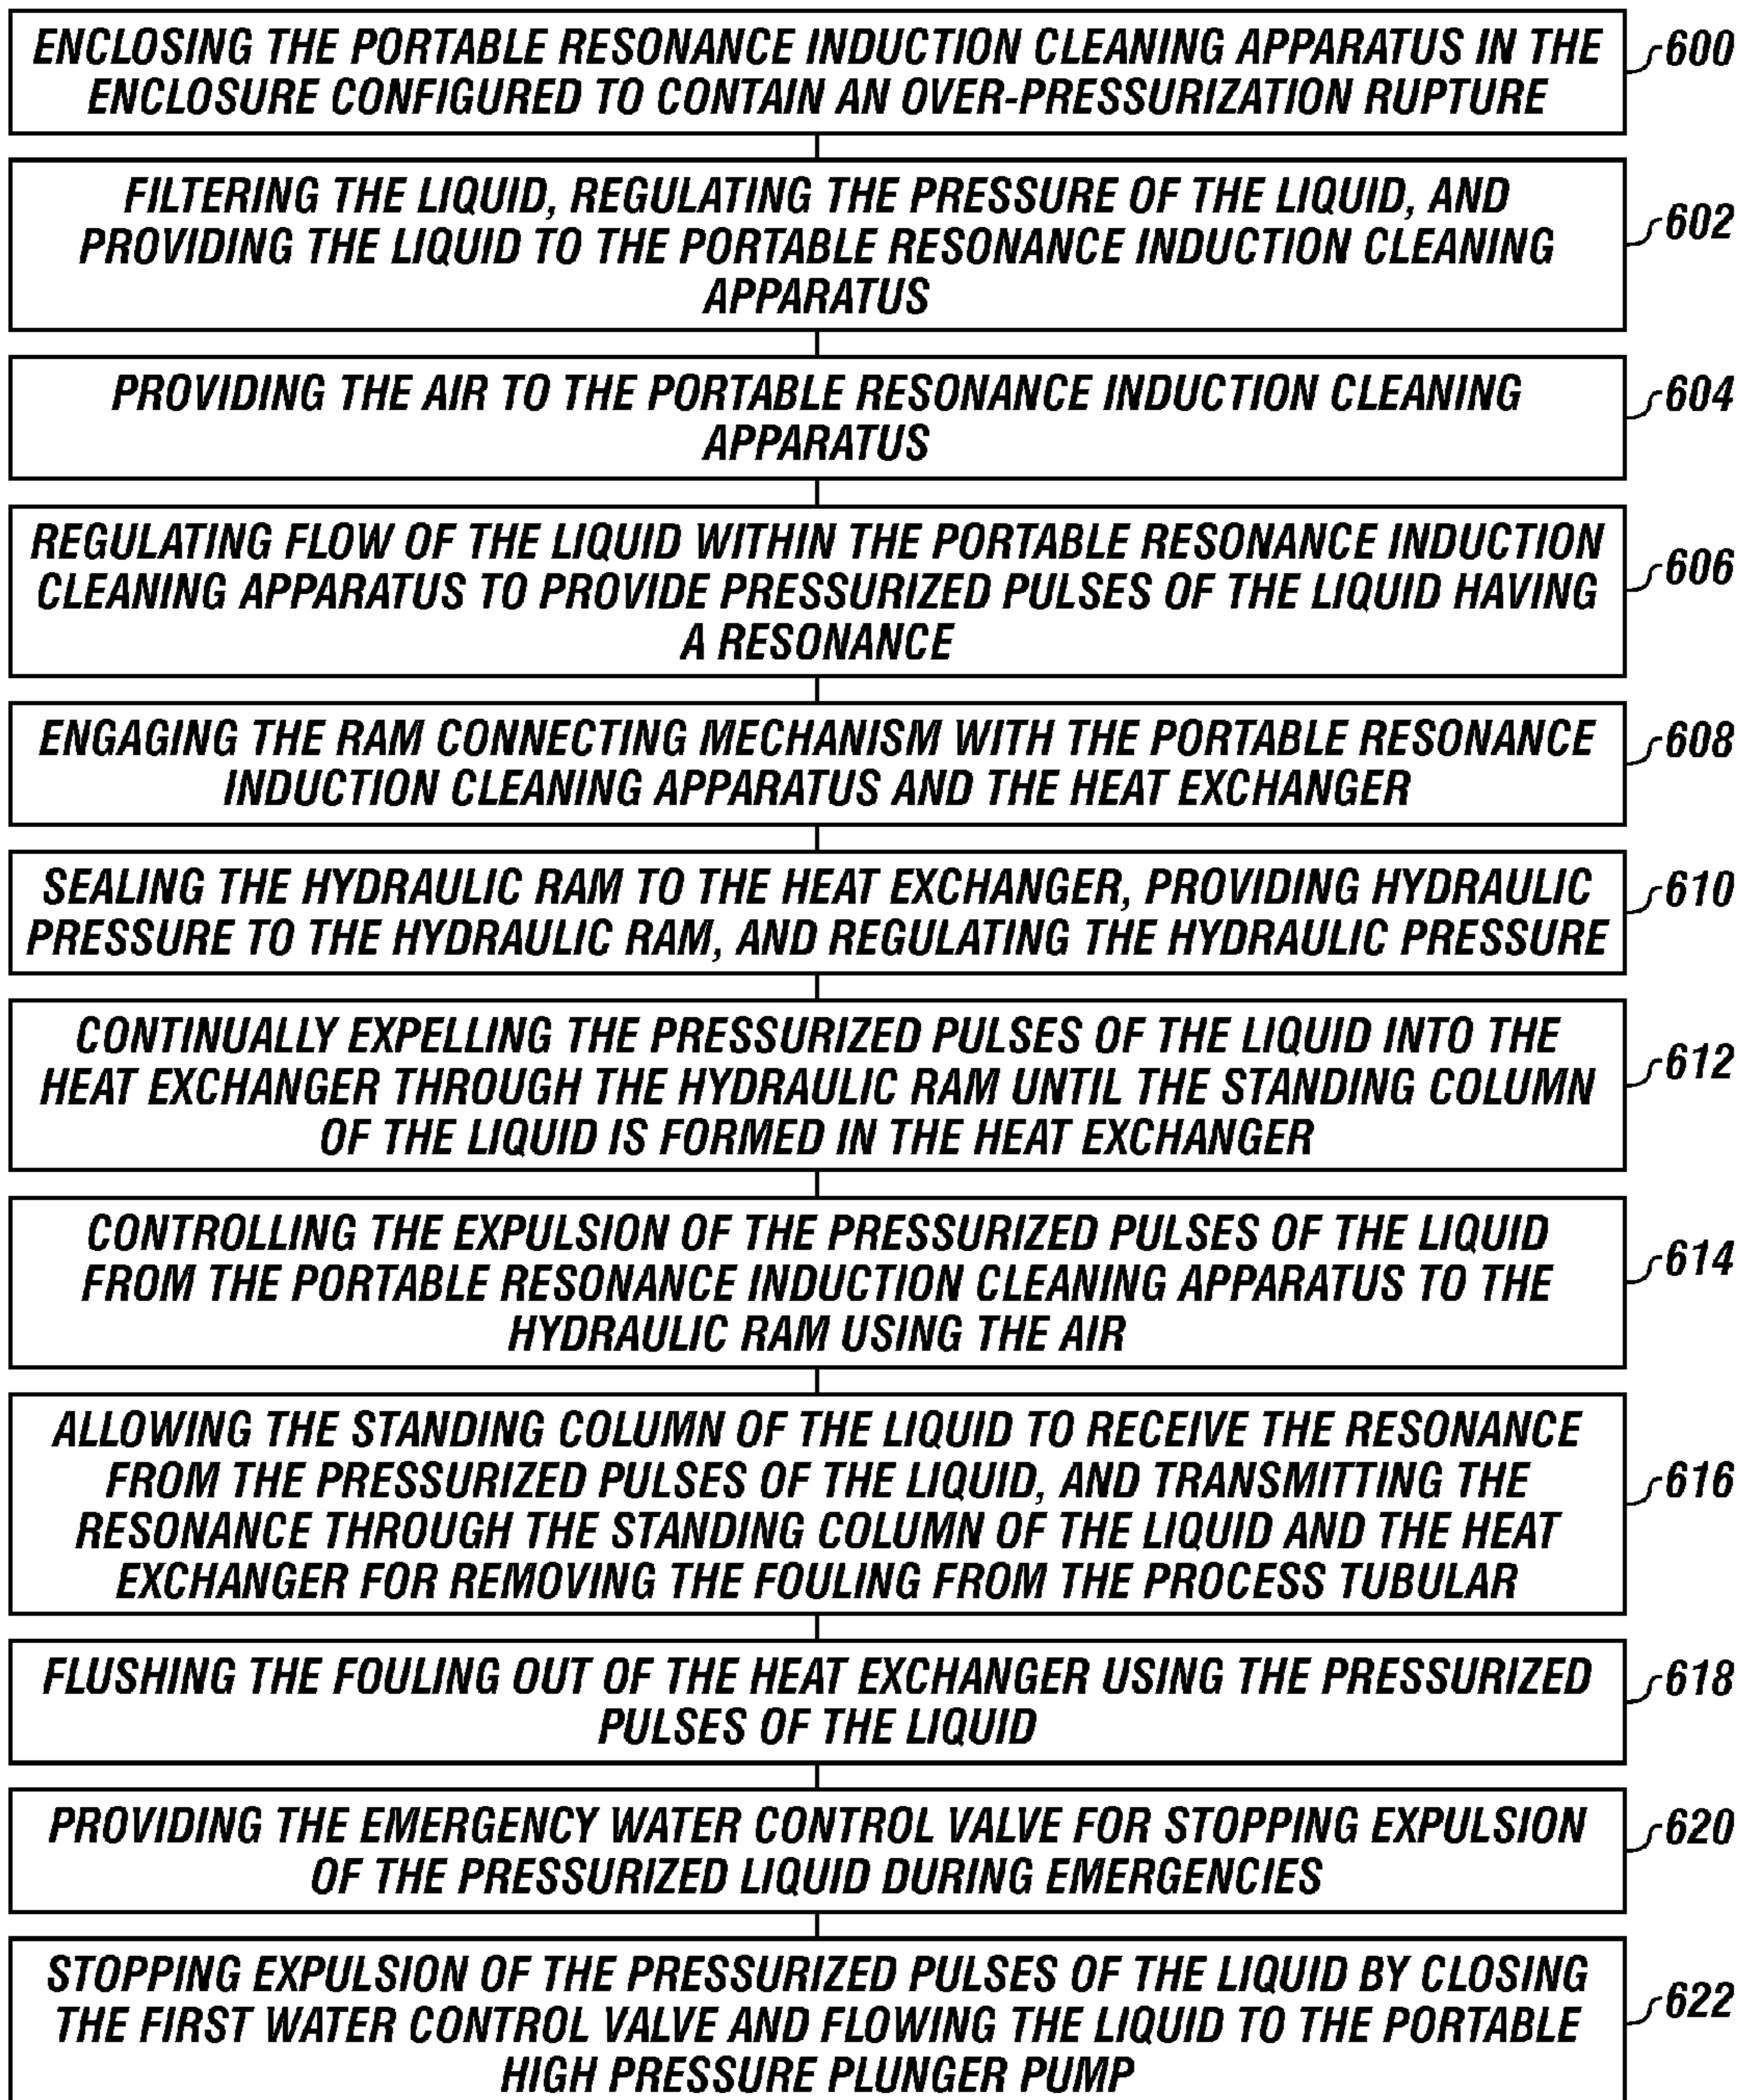 ENCLOSING THE PORTABLE RESONANCE INDUCTION CLEANING APPARATUS IN THE
ENCLOSURE CONFIGURED TO CONTAIN AN OVER-PRESSURIZATION RUPTURE
600
FILTERING THE LIQUID, REGULATING THE PRESSURE OF THE LIQUID, AND
PROVIDING THE LIQUID TO THE PORTABLE RESONANCE INDUCTION CLEANING
APPARATUS
602
PROVIDING THE AIR TO THE PORTABLE RESONANCE INDUCTION CLEANING
APPARATUS
604
REGULATING FLOW OF THE LIQUID WITHIN THE PORTABLE RESONANCE INDUCTION
CLEANING APPARATUS TO PROVIDE PRESSURIZED PULSES OF THE LIQUID HAVING
A RESONANCE
606
ENGAGING THE RAM CONNECTING MECHANISM WITH THE PORTABLE RESONANCE
INDUCTION CLEANING APPARATUS AND THE HEAT EXCHANGER
608
SEALING THE HYDRAULIC RAM TO THE HEAT EXCHANGER, PROVIDING HYDRAULIC
PRESSURE TO THE HYDRAULIC RAM, AND REGULATING THE HYDRAULIC PRESSURE
610
CONTINUALLY EXPELLING THE PRESSURIZED PULSES OF THE LIQUID INTO THE
HEAT EXCHANGER THROUGH THE HYDRAULIC RAM UNTIL THE STANDING COLUMN
OF THE LIQUID IS FORMED IN THE HEAT EXCHANGER
612
CONTROLLING THE EXPULSION OF THE PRESSURIZED PULSES OF THE LIQUID
FROM THE PORTABLE RESONANCE INDUCTION CLEANING APPARATUS TO THE
HYDRAULIC RAM USING THE AIR
614
ALLOWING THE STANDING COLUMN OF THE LIQUID TO RECEIVE THE RESONANCE
FROM THE PRESSURIZED PULSES OF THE LIQUID, AND TRANSMITTING THE
RESONANCE THROUGH THE STANDING COLUMN OF THE LIQUID AND THE HEAT
EXCHANGER FOR REMOVING THE FOULING FROM THE PROCESS TUBULAR
616
FLUSHING THE FOULING OUT OF THE HEAT EXCHANGER USING THE PRESSURIZED
PULSES OF THE LIQUID
618
PROVIDING THE EMERGENCY WATER CONTROL VALVE FOR STOPPING EXPULSION
OF THE PRESSURIZED LIQUID DURING EMERGENCIES
620
STOPPING EXPULSION OF THE PRESSURIZED PULSES OF THE LIQUID BY CLOSING
THE FIRST WATER CONTROL VALVE AND FLOWING THE LIQUID TO THE PORTABLE
HIGH PRESSURE PLUNGER PUMP
622